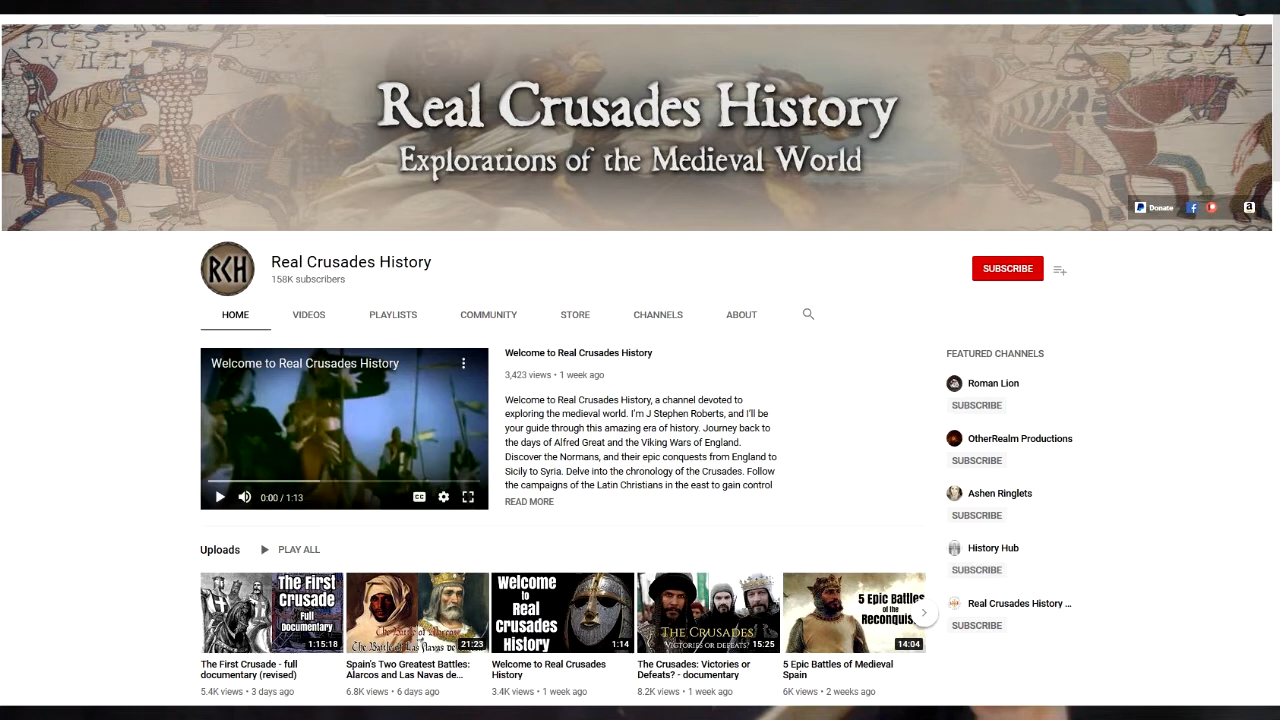 Real Crusades History
Explorations of the Medieval World
Donate
RCH
Real Crusades History
158K subscribers
SUBSCRIBE
HOME
VIDEOS
PLAYLISTS
COMMUNITY
STORE
CHANNELS
ABOUT
Welcome to Real Crusades History
0:00 / 1:13
Welcome to Real Crusades History
3,423 views • 1 week ago
Welcome to Real Crusades History, a channel devoted to
exploring the medieval world. I'm J Stephen Roberts, and I'll be
your guide through this amazing era of history. Journey back to
the days of Alfred Great and the Viking Wars of England.
Discover the Normans, and their epic conquests from England to
Sicily to Syria. Delve into the chronology of the Crusades. Follow
the campaigns of the Latin Christians in the east to gain control
READ MORE
FEATURED CHANNELS
Roman Lion
SUBSCRIBE
OtherRealm Productions
SUBSCRIBE
Ashen Ringlets
SUBSCRIBE
History Hub
SUBSCRIBE
Real Crusades History ...
SUBSCRIBE
Uploads
PLAY ALL
The First
Crusade
Full
Documentary
1:15:18
The First Crusade - full
documentary (revised)
5.4K views • 3 days ago
The Battle of Alarcos
The Battle of Las Navas de
21:23
Spain's Two Greatest Battles:
Alarcos and Las Navas de...
6.8K views • 6 days ago
Welcome
to
Real
Crusades
History
1:14
Welcome to Real Crusades
History
3.4K views • 1 week ago
The Crusades
Victories or Defeats?
15:25
The Crusades: Victories or
Defeats? - documentary
8.2K views • 1 week ago
5 Epic Battles
of the
Reconquis
14:04
5 Epic Battles of Medieval
Spain
6K views • 2 weeks ago